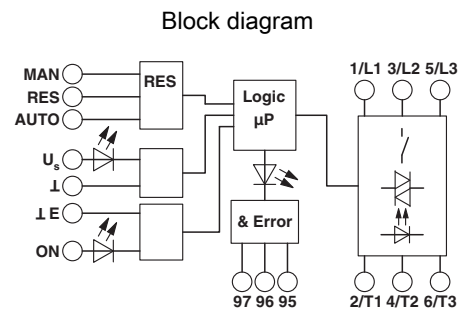 Block diagram
1/L1 3/L2 5/L3
MAN
RES
AUTO
RES
Logic
µP
Us
⊥
⊥ E
ON
& Error
97 96 95
2/T1 4/T2 6/T3